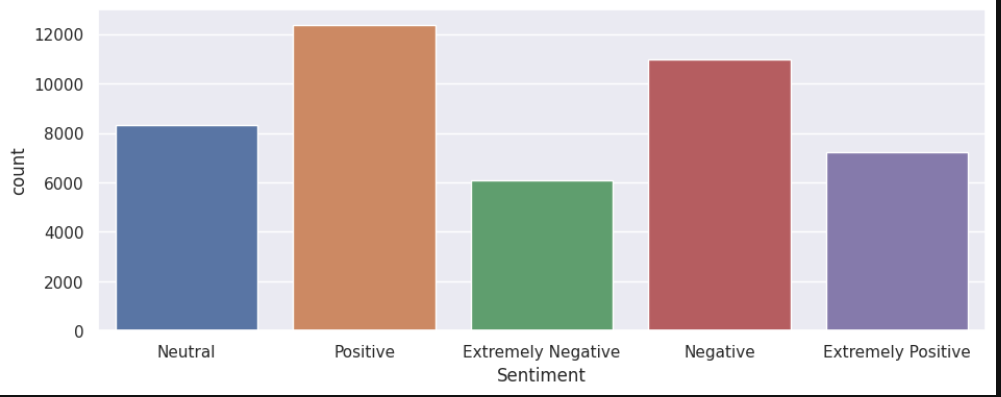 12000
10000
8000
6000
4000
2000
0
count
Neutral Positive Extremely Negative Negative Extremely Positive
Sentiment